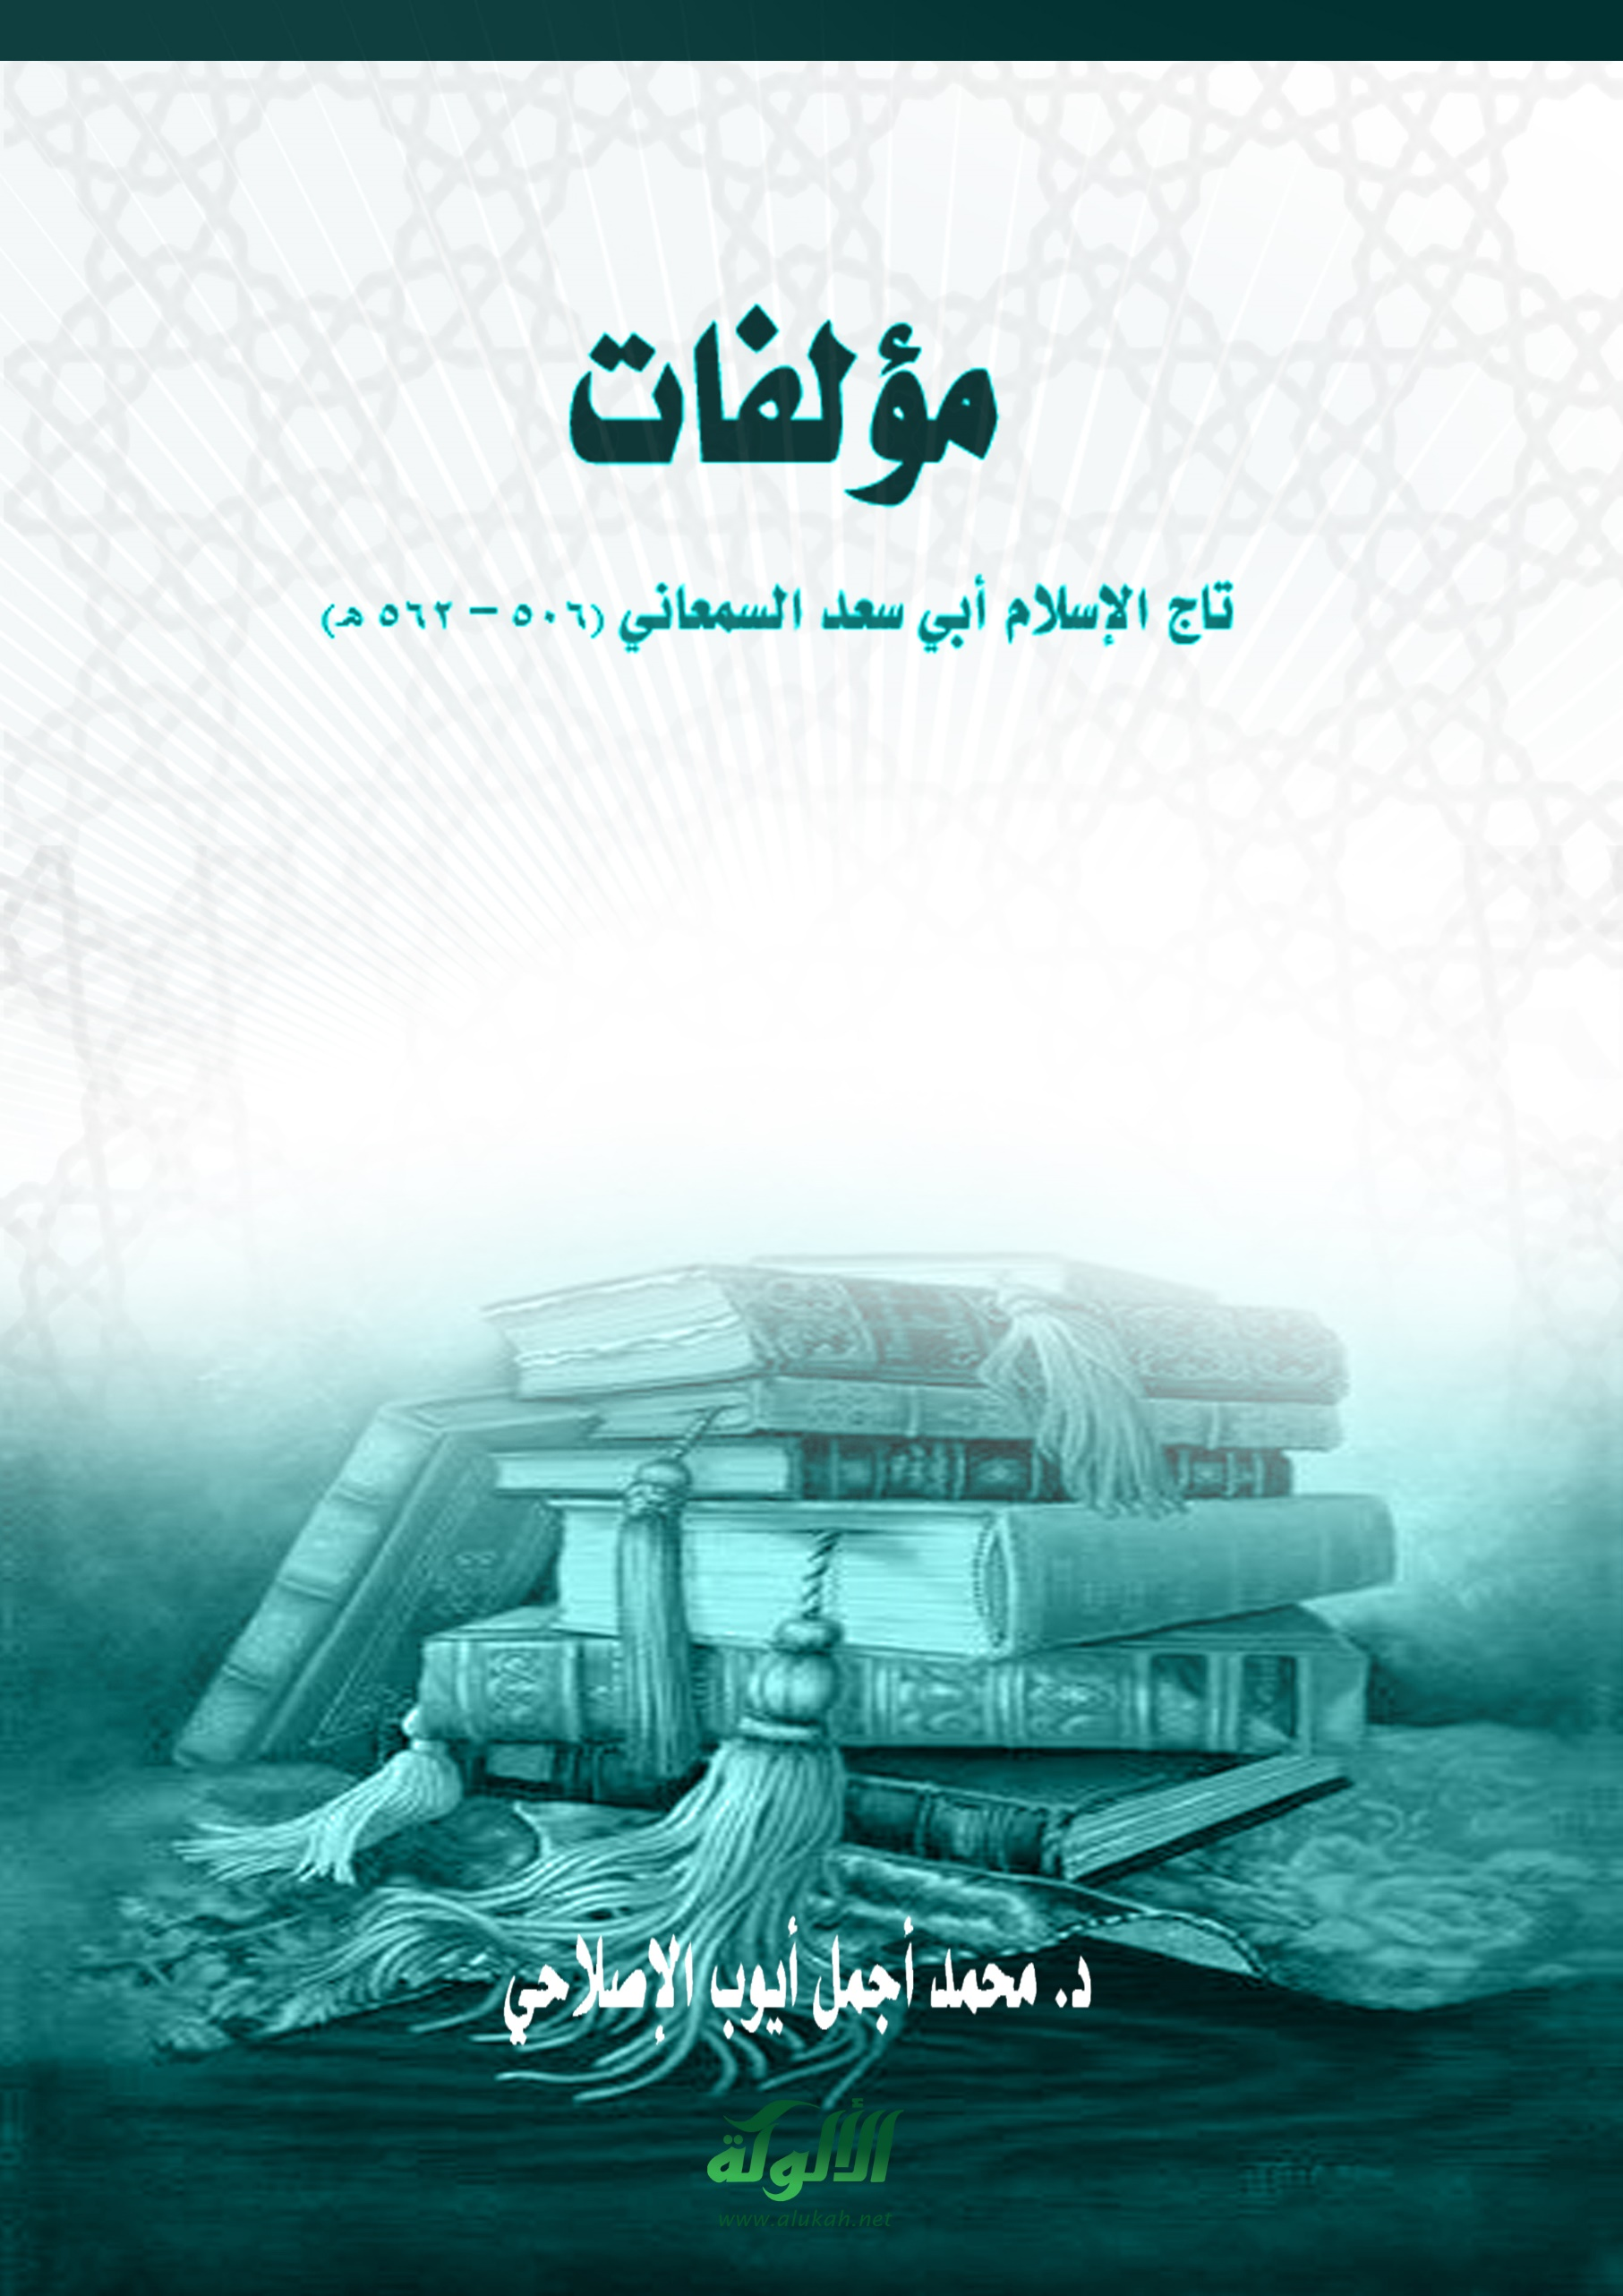 مؤلفات
تاج الإسلام أبي سعد السمعاني (٥٠٦ – ٥٦٢ هـ)
د. محمد أجمل أيوب الإصلاحي
الألوكة
www.alukah.net